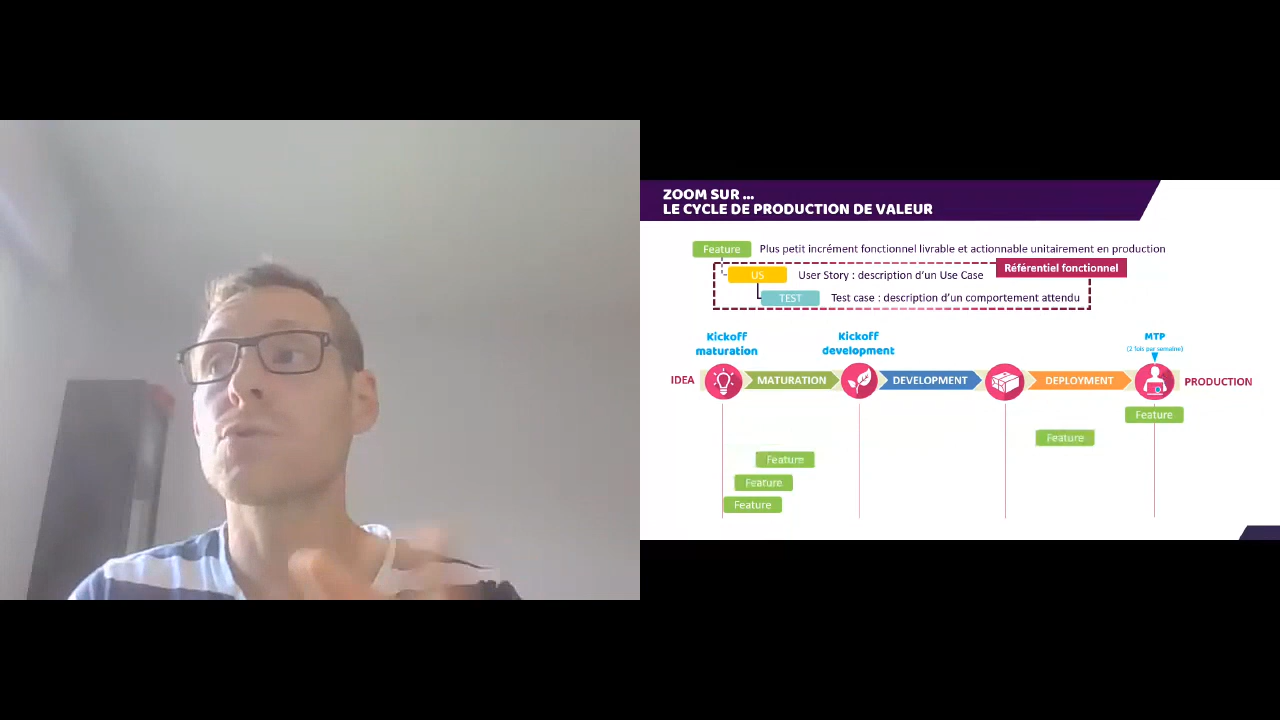 ZOOM SUR ...
LE CYCLE DE PRODUCTION DE VALEUR
Feature Plus petit incrément fonctionnel livrable et actionnable unitairement en production
Référentiel fonctionnel
US User Story : description d'un Use Case
TEST Test case : description d'un comportement attendu
Kickoff
maturation
Kickoff
development
MTP
(2 fois par semaine)
IDEA MATURATION DEVELOPMENT DEPLOYMENT PRODUCTION
Feature
Feature
Feature
Feature
Feature